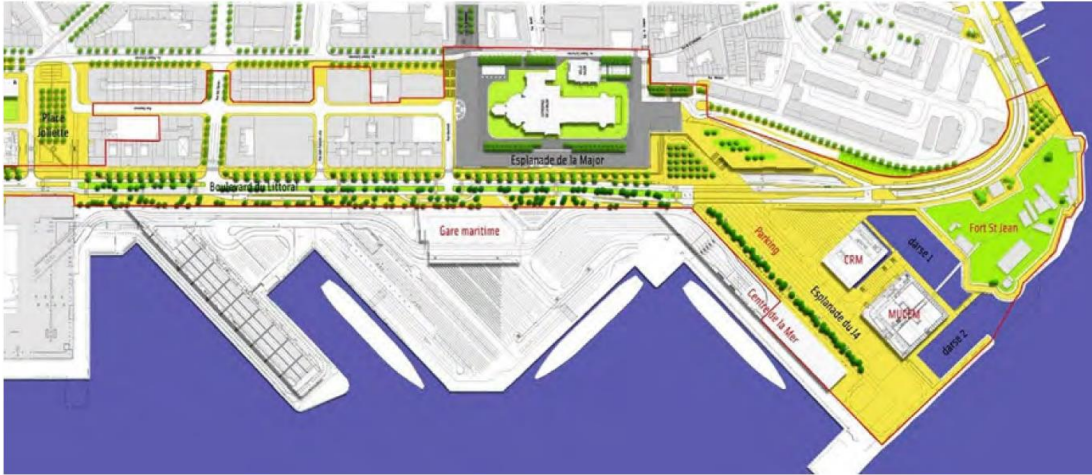 Place
Joliette
Esplanade de la Major
Boulevard du Littoral
Gare maritime
Parking
CRM
darse 1
Fort St Jean
Centre de la Mer
Esplanade du J4
MUCEM
darse 2